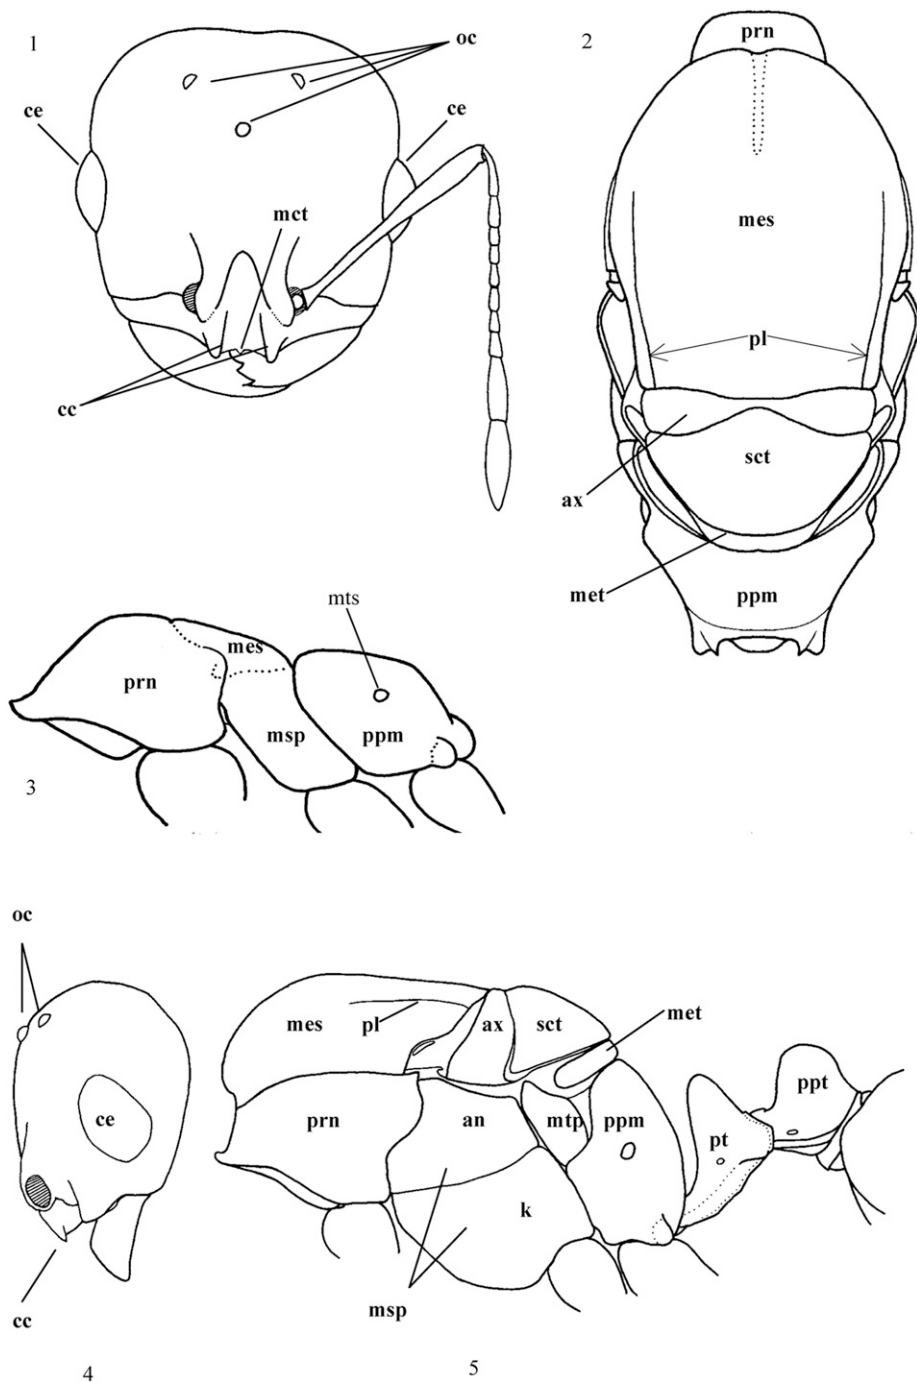 1
oc
ce
ce
mct
cc
2
prn
mes
pl
ax
sct
met
ppm
mts
mes
prn
msp
ppm
3
oc
ce
cc
4
mes
pl
ax
sct
met
prn
an
mtp
ppm
pt
ppt
k
msp
5